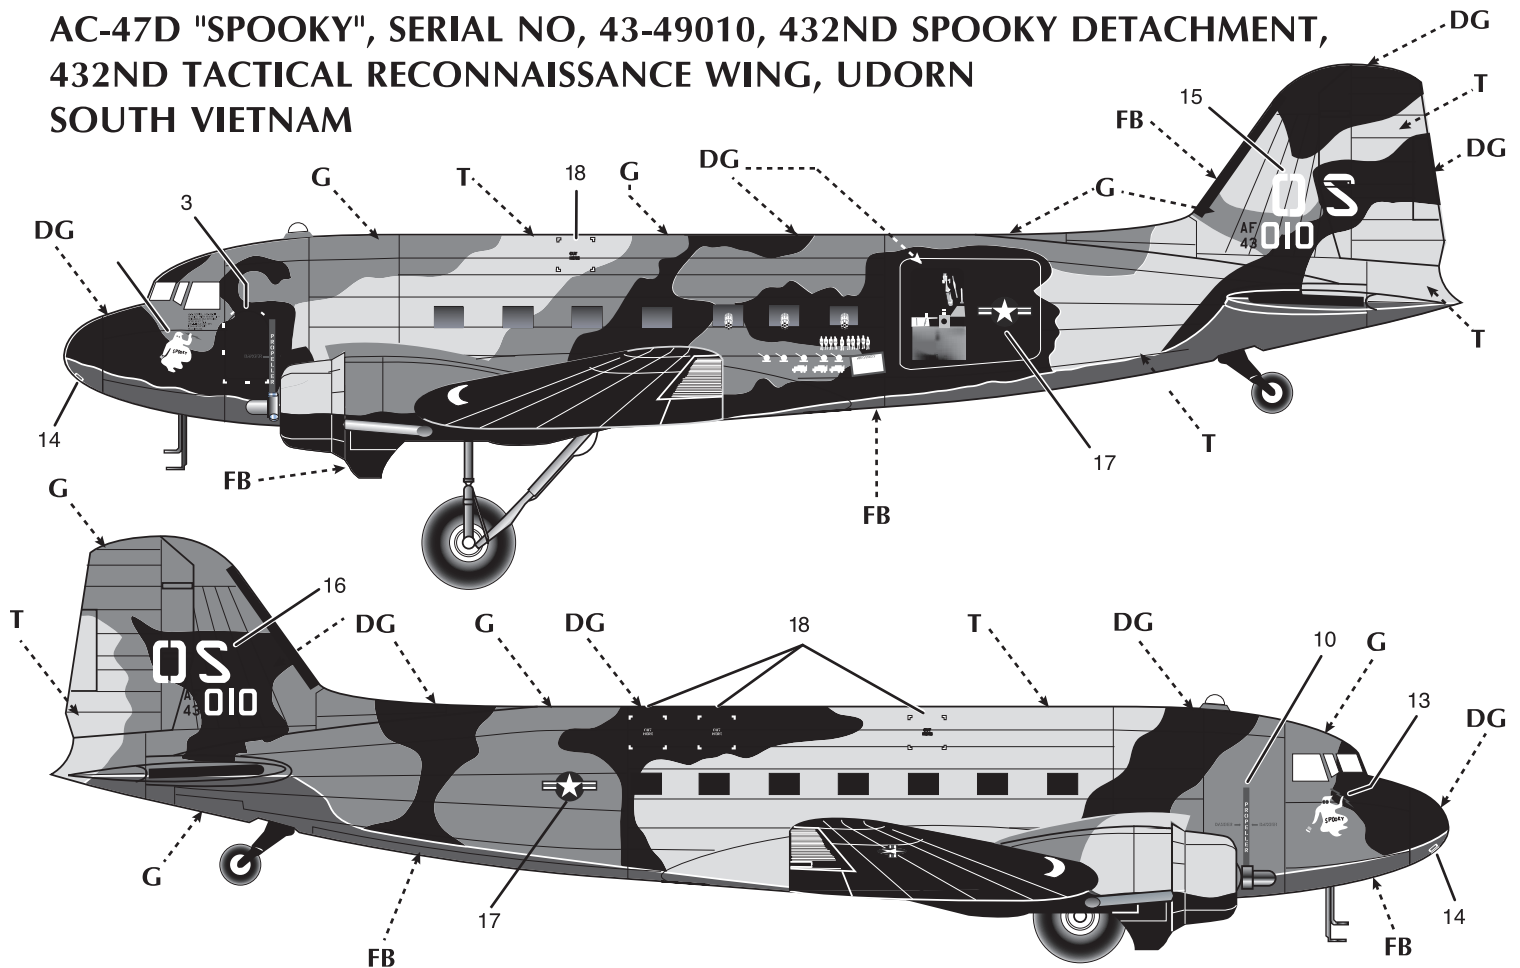 AC-47D "SPOOKY", SERIAL NO, 43-49010, 432ND SPOOKY DETACHMENT,
432ND TACTICAL RECONNAISSANCE WING, UDORN
SOUTH VIETNAM
DG
T
15
FB
DG
DG
G
T
18
G
G
3
DG
OS
AF
43 010
SPOOKY
PROPELLER
T
14
17
T
FB
FB
G
16
T
DG
G
DG
18
T
DG
10
G
13
DG
OS
010
43
PROPELLER
SPOOKY
G
17
FB
14
FB